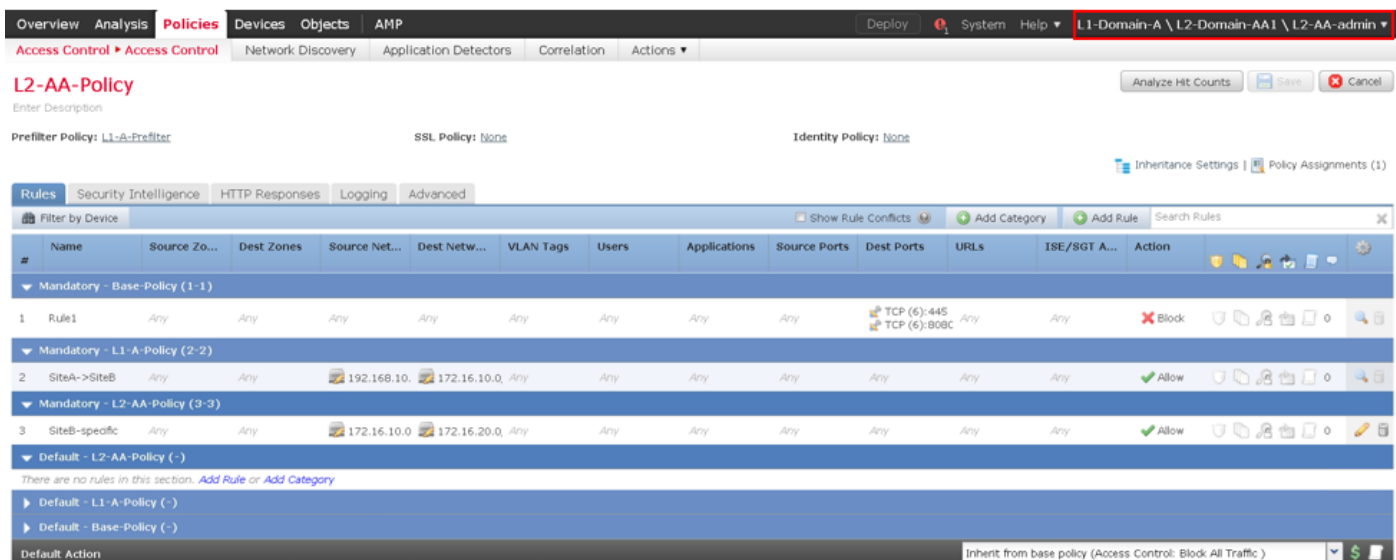 Overview Analysis Policies Devices Objects AMP Deploy 1 System Help ▾ L1-Domain-A \ L2-Domain-AA1 \ L2-AA-admin ▾
Access Control ▸ Access Control Network Discovery Application Detectors Correlation Actions ▾
L2-AA-Policy Analyze Hit Counts Save Cancel
Enter Description
Prefilter Policy: L1-A-Prefilter SSL Policy: None Identity Policy: None
Inheritance Settings | Policy Assignments (1)
Rules Security Intelligence HTTP Responses Logging Advanced
Filter by Device Show Rule Conflicts Add Category Add Rule Search Rules
# Name Source Zo... Dest Zones Source Net... Dest Netw... VLAN Tags Users Applications Source Ports Dest Ports URLs ISE/SGT A... Action
Mandatory - Base-Policy (1-1)
1 Rule1 Any Any Any Any Any Any Any Any TCP (6):445 Any Any Block 0
TCP (6):8080
Mandatory - L1-A-Policy (2-2)
2 SiteA->SiteB Any Any 192.168.10. 172.16.10.0, Any Any Any Any Any Any Any Allow 0
Mandatory - L2-AA-Policy (3-3)
3 SiteB-specific Any Any 172.16.10.0 172.16.20.0, Any Any Any Any Any Any Any Allow 0
Default - L2-AA-Policy (-)
There are no rules in this section. Add Rule or Add Category
Default - L1-A-Policy (-)
Default - Base-Policy (-)
Default Action Inherit from base policy (Access Control: Block All Traffic )